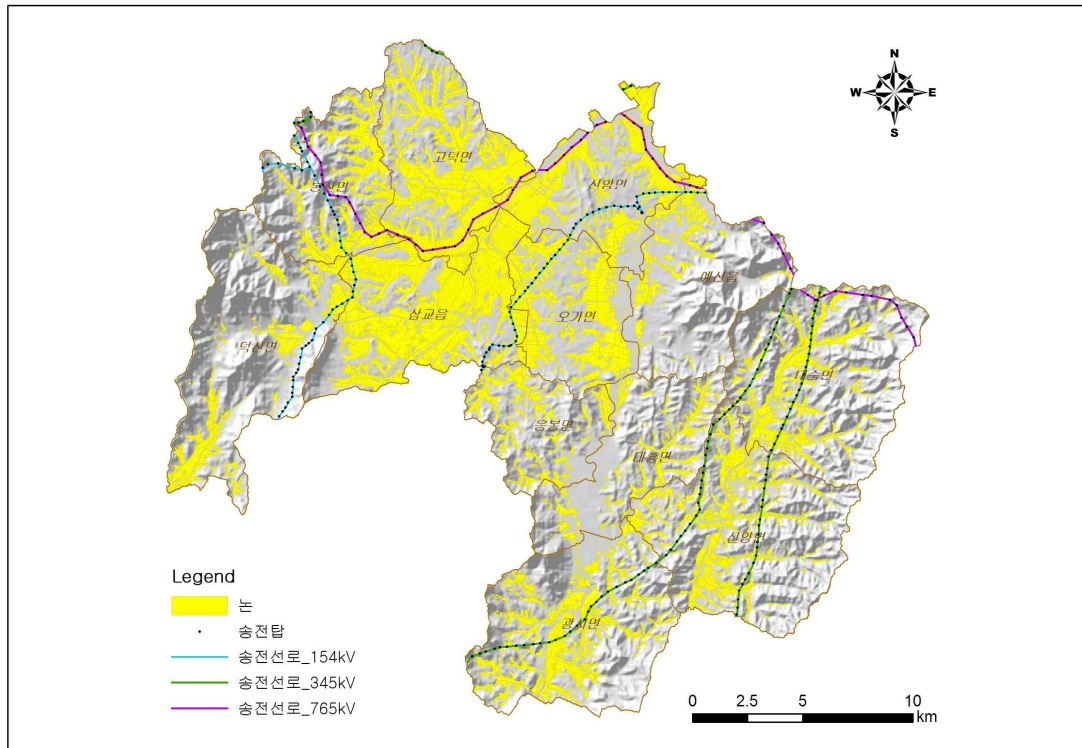 N
W
E
S
고덕면
봉산면
신암면
예산읍
삽교읍
오가면
덕산면
대술면
응봉면
대흥면
신양면
광시면
Legend
논
송전탑
송전선로_154kV
송전선로_345kV
송전선로_765kV
0 2.5 5 10
km